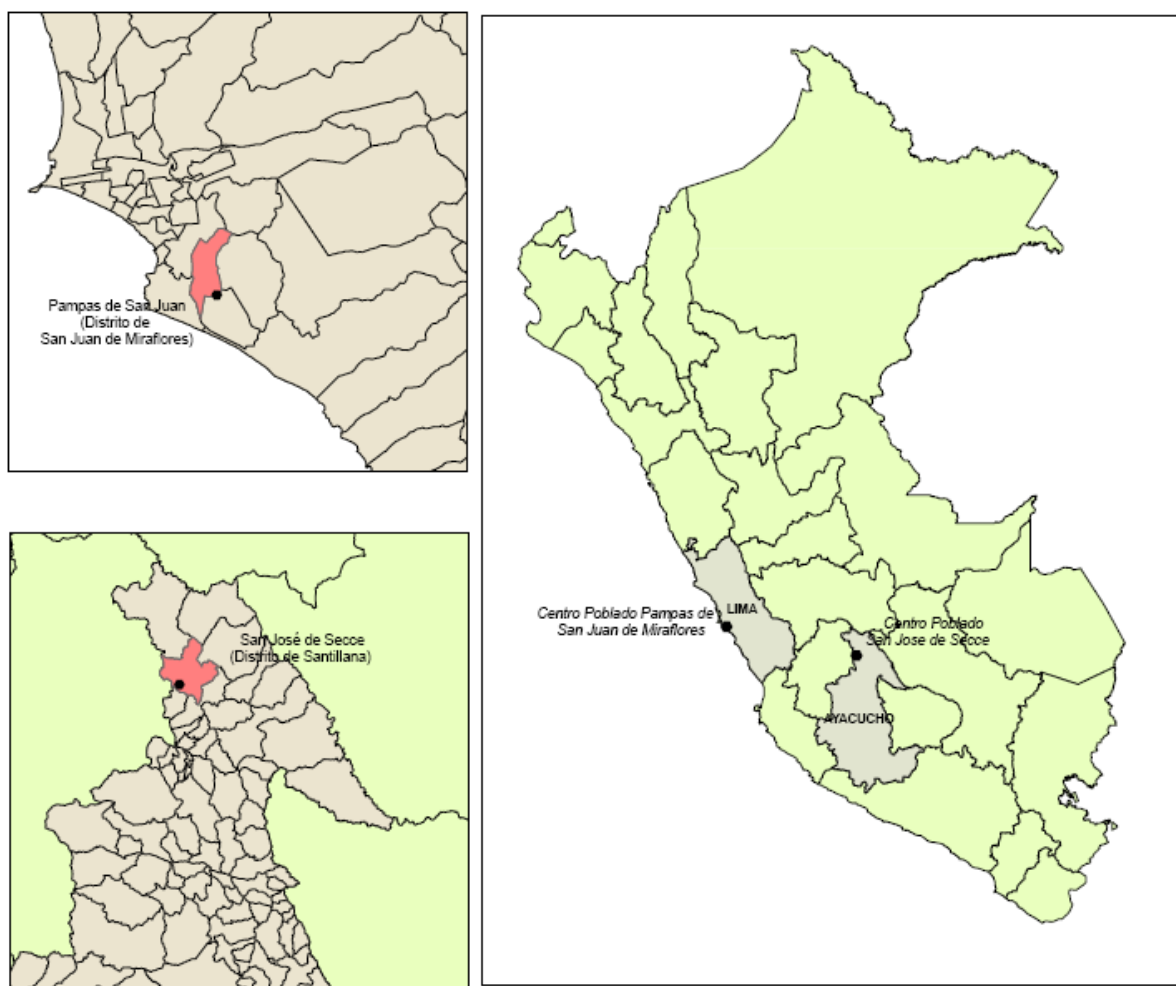 Pampas de San Juan
(Distrito de
San Juan de Miraflores)
San José de Secce
(Distrito de Santillana)
LIMA
Centro Poblado Pampas de
San Juan de Miraflores
Centro Poblado
San Jose de Secce
AYACUCHO